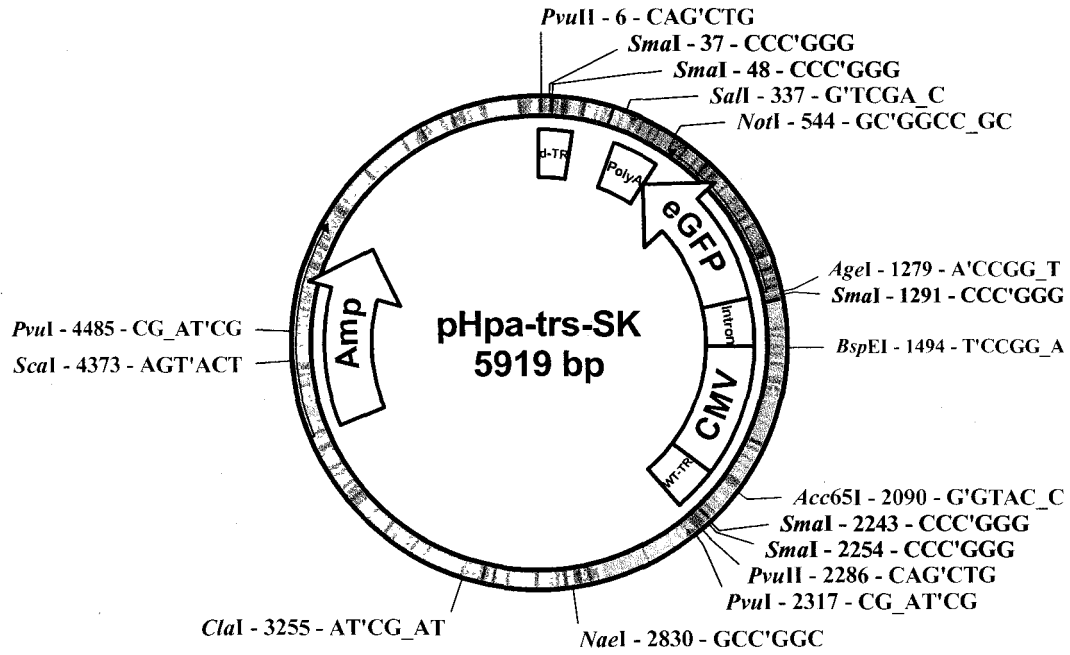 PvuII - 6 - CAG'CTG
SmaI - 37 - CCC'GGG
SmaI - 48 - CCC'GGG
SalI - 337 - G'TCGA_C
NotI - 544 - GC'GGCC_GC
d-TR
PolyA
eGFP
AgeI - 1279 - A'CCGG_T
SmaI - 1291 - CCC'GGG
Intron
BspEI - 1494 - T'CCGG_A
PvuI - 4485 - CG_AT'CG
ScaI - 4373 - AGT'ACT
Amp
pHpa-trs-SK
5919 bp
CMV
WT-TR
Acc65I - 2090 - G'GTAC_C
SmaI - 2243 - CCC'GGG
SmaI - 2254 - CCC'GGG
PvuII - 2286 - CAG'CTG
PvuI - 2317 - CG_AT'CG
ClaI - 3255 - AT'CG_AT
NaeI - 2830 - GCC'GGC